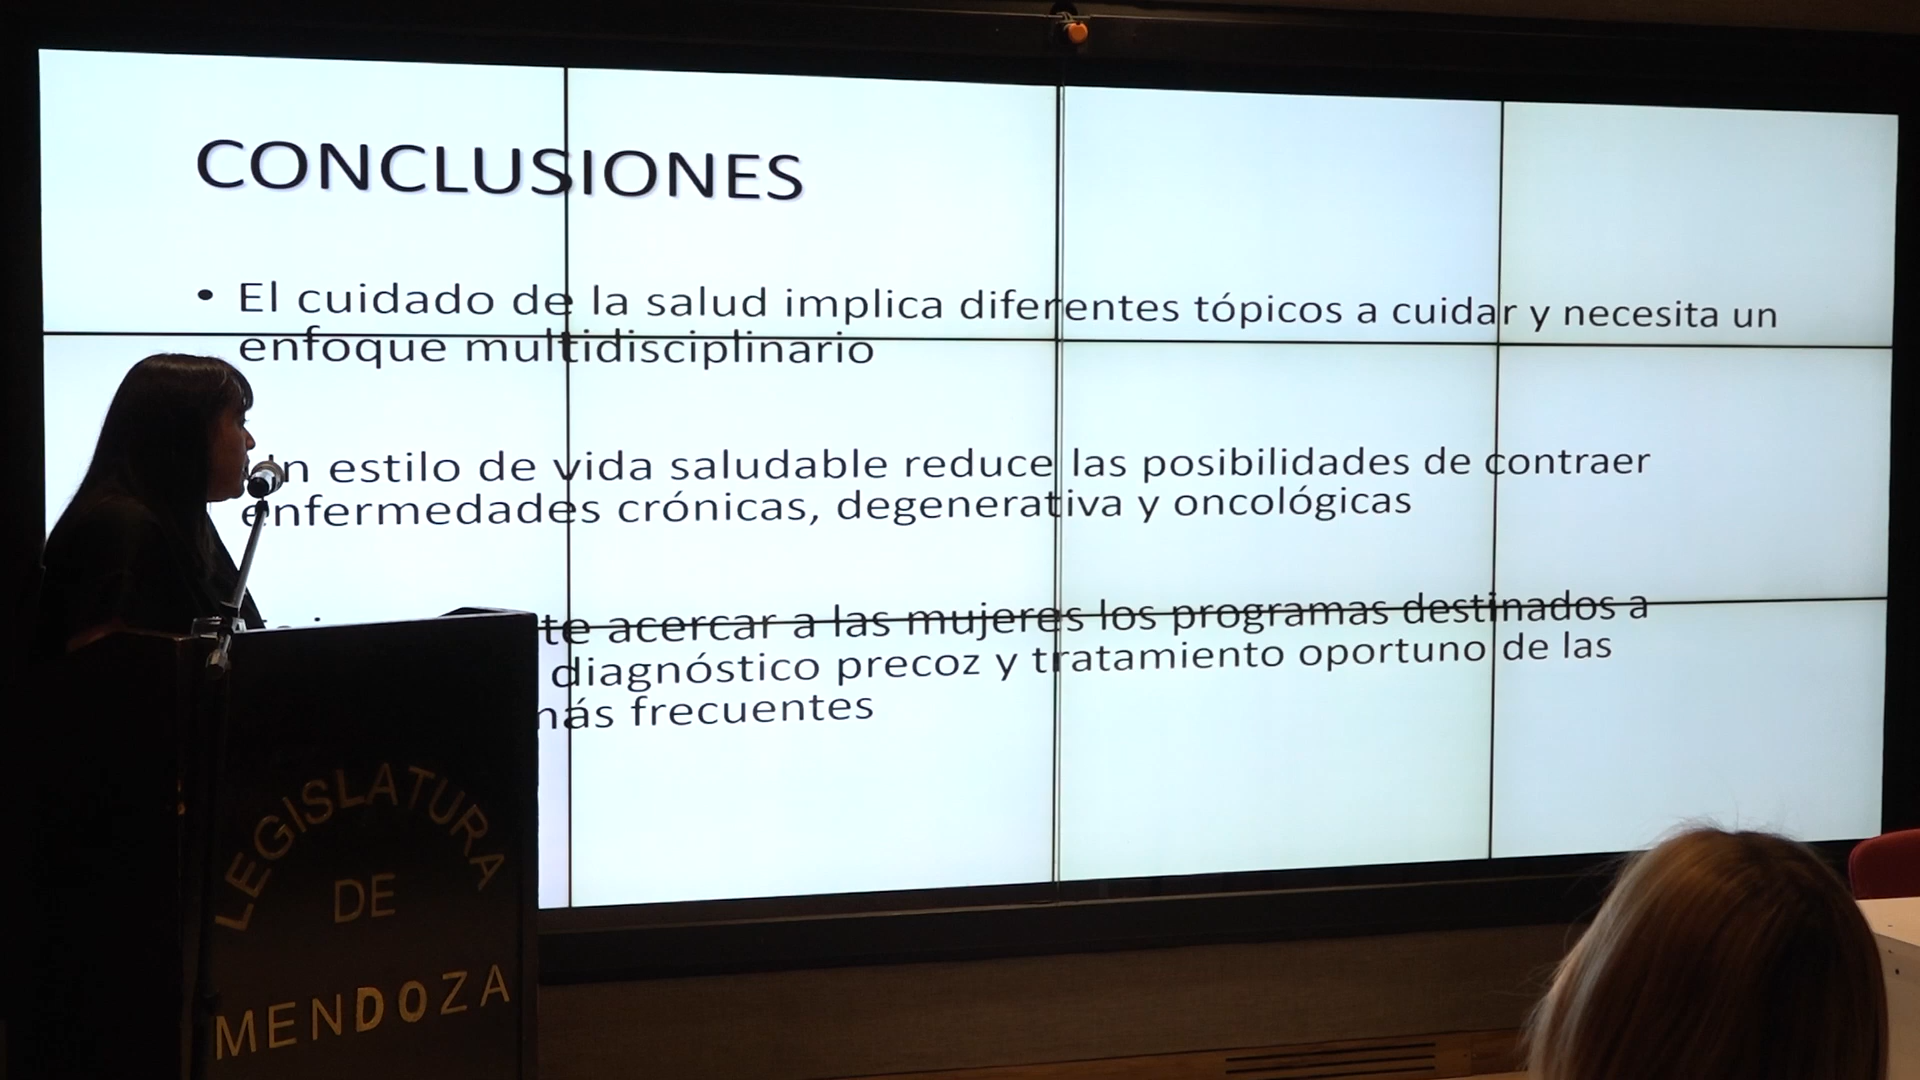 CONCLUSIONES
• El cuidado de la salud implica diferentes tópicos a cuidar y necesita un
enfoque multidisciplinario
estilo de vida saludable reduce las posibilidades de contraer
enfermedades crónicas, degenerativa y oncológicas
acercar a las mujeres los programas destinados a
diagnóstico precoz y tratamiento oportuno de las
más frecuentes
LEGISLATURA
DE
MENDOZA